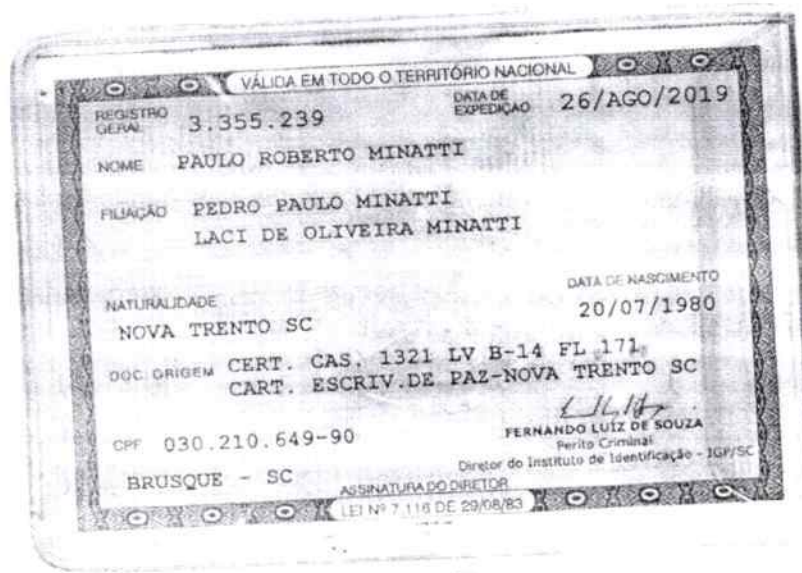 VÁLIDA EM TODO O TERRITÓRIO NACIONAL
REGISTRO GERAL 3.355.239 DATA DE EXPEDIÇÃO 26/AGO/2019
NOME PAULO ROBERTO MINATTI
FILIAÇÃO PEDRO PAULO MINATTI
LACI DE OLIVEIRA MINATTI
NATURALIDADE DATA DE NASCIMENTO
NOVA TRENTO SC 20/07/1980
DOC. ORIGEM CERT. CAS. 1321 LV B-14 FL 171
CART. ESCRIV.DE PAZ-NOVA TRENTO SC
CPF 030.210.649-90
FERNANDO LUIZ DE SOUZA
Perito Criminal
Diretor do Instituto de Identificação - IGP/SC
BRUSQUE - SC
ASSINATURA DO DIRETOR
LEI Nº 7.116 DE 29/08/83